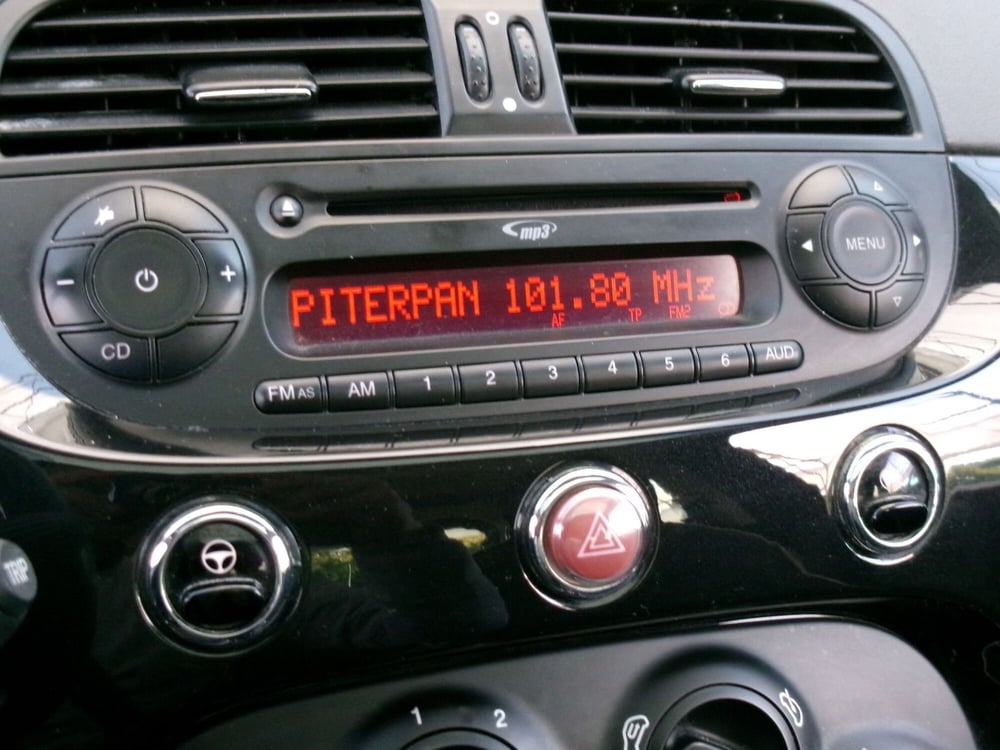 mp3
PITERPAN 101.80 MHz
AF TP FM2 CD
MENU
CD
FM AS AM 1 2 3 4 5 6 AUD
TRIP
1 2